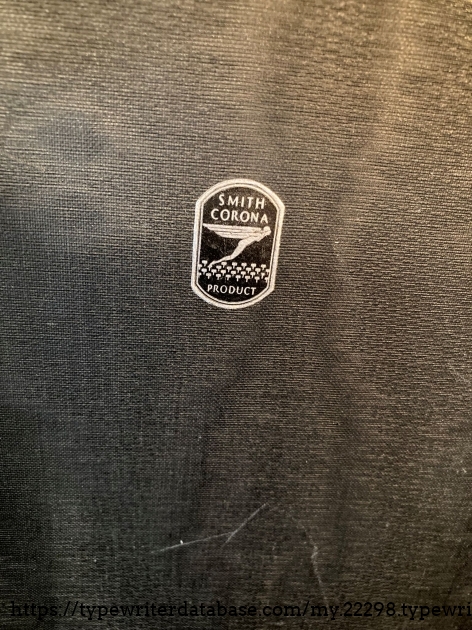 SMITH
CORONA
PRODUCT
https://typewriterdatabase.com/my.22298.typewri